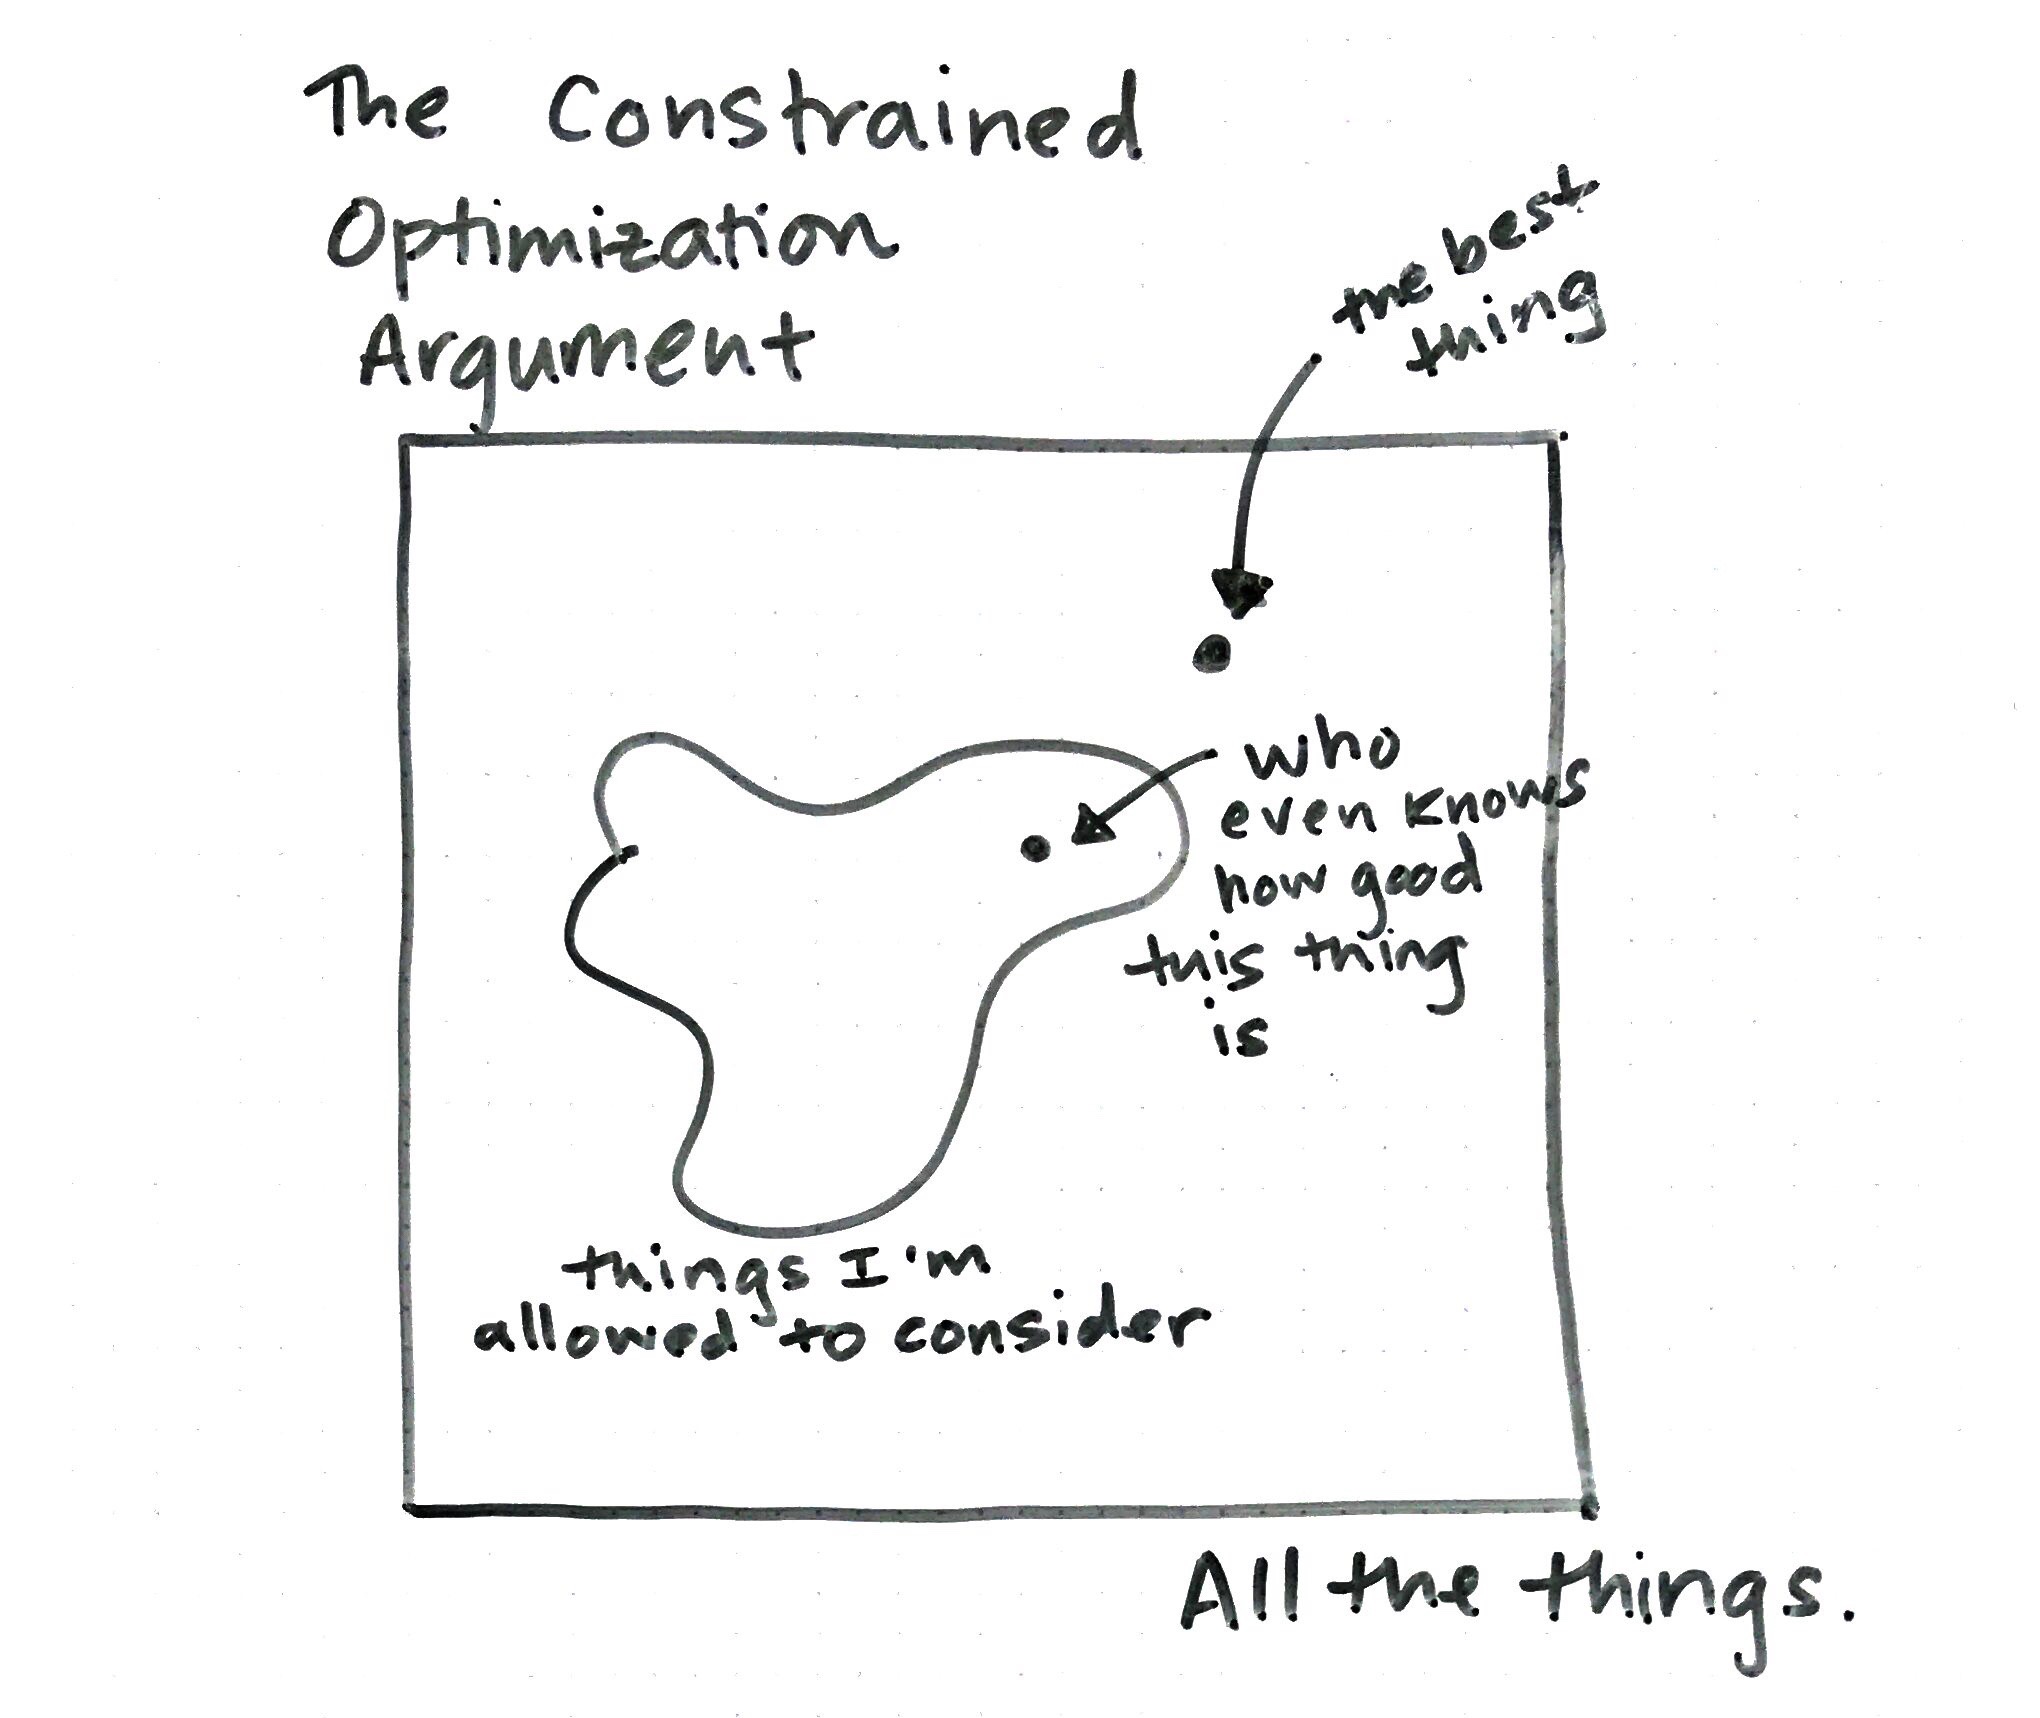 The Constrained
Optimization
Argument
the best
thing
who
even knows
how good
this thing
is
things I'm
allowed to consider
All the things.